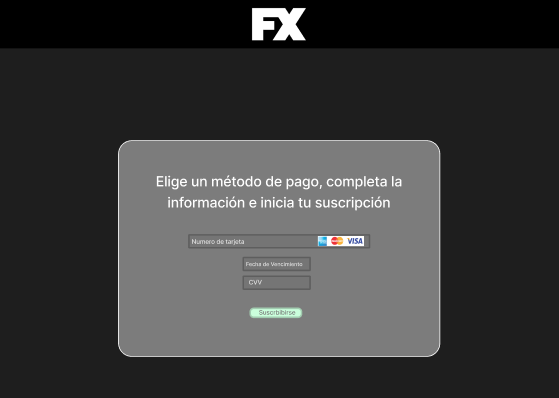 FX
Elige un método de pago, completa la
información e inicia tu suscripción
Numero de tarjeta VISA
Fecha de Vencimiento
CVV
Suscrbibirse